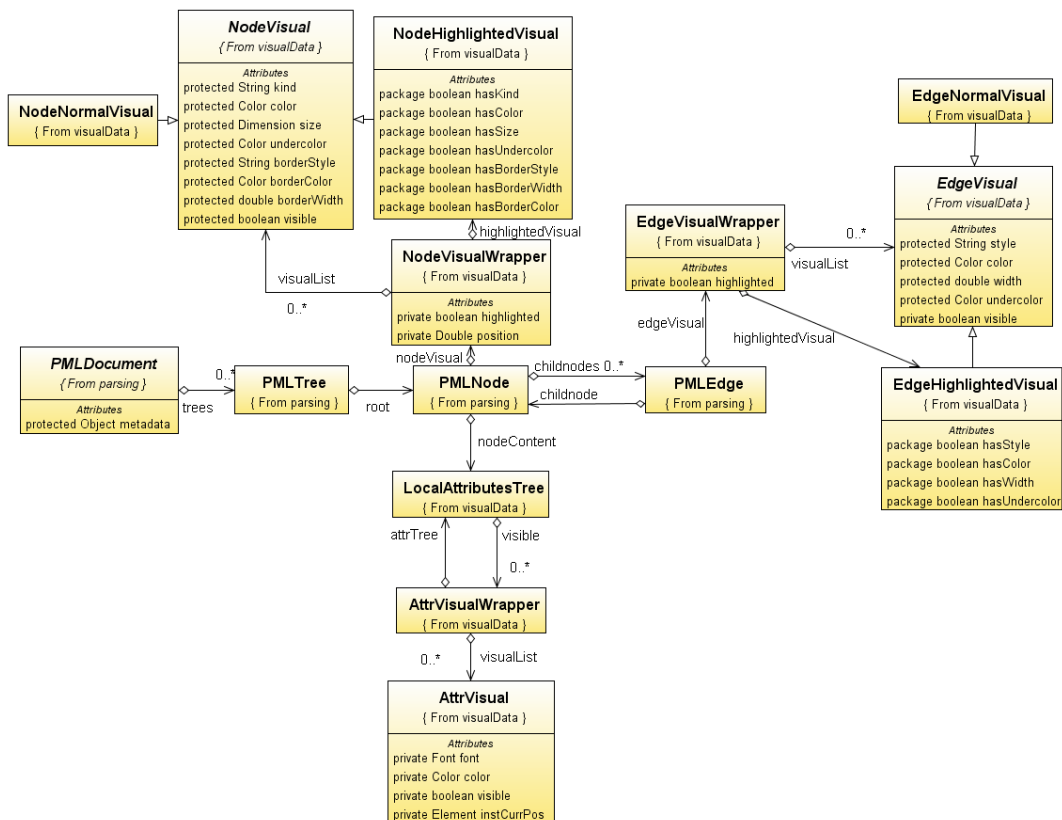 NodeVisual
{ From visualData }
Attributes
protected String kind
protected Color color
protected Dimension size
protected Color undercolor
protected String borderStyle
protected Color borderColor
protected double borderWidth
protected boolean visible
NodeHighlightedVisual
{ From visualData }
Attributes
package boolean hasKind
package boolean hasColor
package boolean hasSize
package boolean hasUndercolor
package boolean hasBorderStyle
package boolean hasBorderWidth
package boolean hasBorderColor
NodeNormalVisual
{ From visualData }
EdgeNormalVisual
{ From visualData }
EdgeVisual
{ From visualData }
Attributes
protected String style
protected Color color
protected double width
protected Color undercolor
private boolean visible
EdgeVisualWrapper
{ From visualData }
Attributes
private boolean highlighted
0..*
visualList
highlightedVisual
NodeVisualWrapper
{ From visualData }
Attributes
private boolean highlighted
private Double position
visualList
0..*
edgeVisual
highlightedVisual
nodeVisual
PMLDocument
{ From parsing }
Attributes
protected Object metadata
0..*
trees
PMLTree
{ From parsing }
root
PMLNode
{ From parsing }
childnodes 0..*
childnode
PMLEdge
{ From parsing }
EdgeHighlightedVisual
{ From visualData }
Attributes
package boolean hasStyle
package boolean hasColor
package boolean hasWidth
package boolean hasUndercolor
nodeContent
LocalAttributesTree
{ From visualData }
attrTree
visible
0..*
AttrVisualWrapper
{ From visualData }
0..*
visualList
AttrVisual
{ From visualData }
Attributes
private Font font
private Color color
private boolean visible
private Element instCurrPos